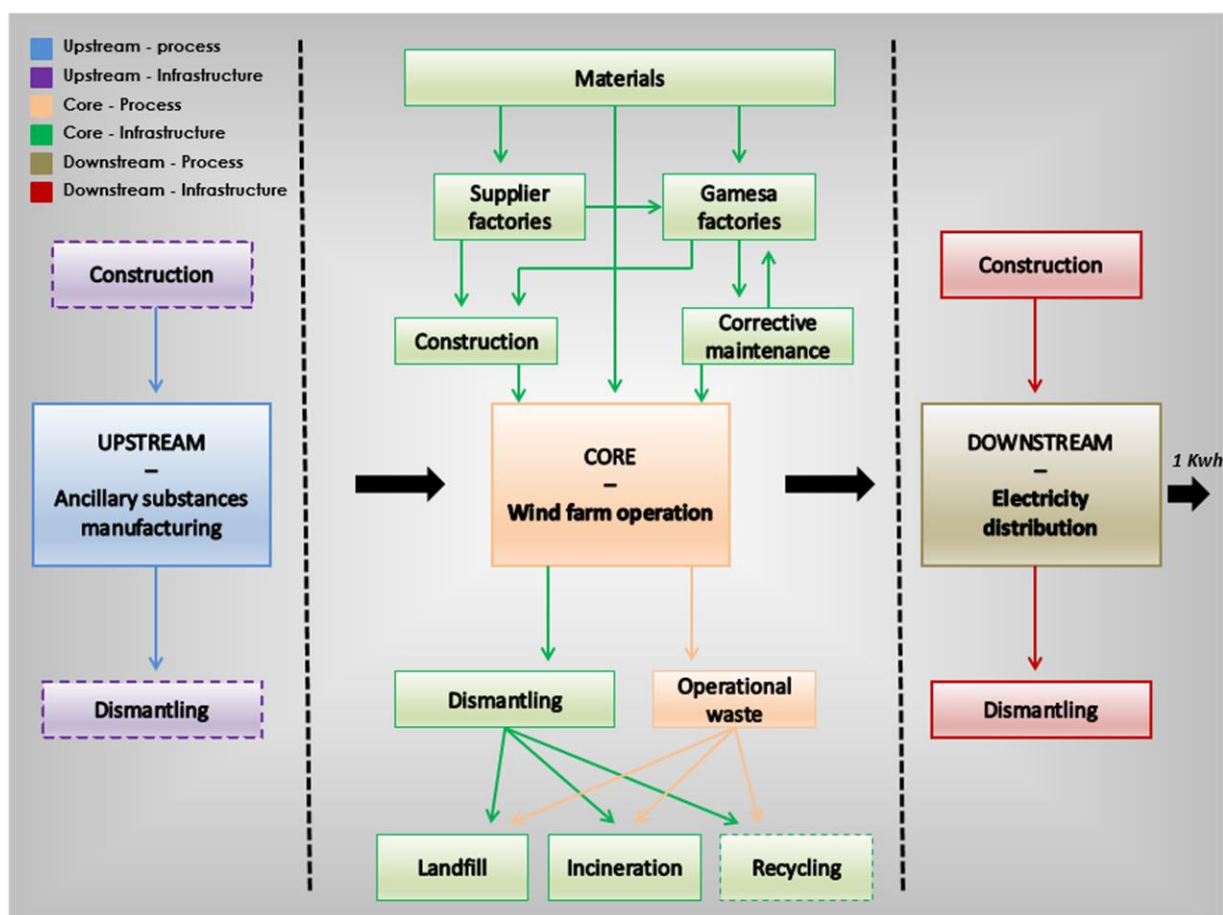 Upstream - process
Upstream - Infrastructure
Core - Process
Core - Infrastructure
Downstream - Process
Downstream - Infrastructure
Materials
Supplier
factories
Gamesa
factories
Construction
Construction
Construction
Corrective
maintenance
UPSTREAM
–
Ancillary substances
manufacturing
CORE
–
Wind farm operation
DOWNSTREAM
–
Electricity
distribution
1 Kwh
Dismantling
Dismantling
Operational
waste
Dismantling
Landfill
Incineration
Recycling